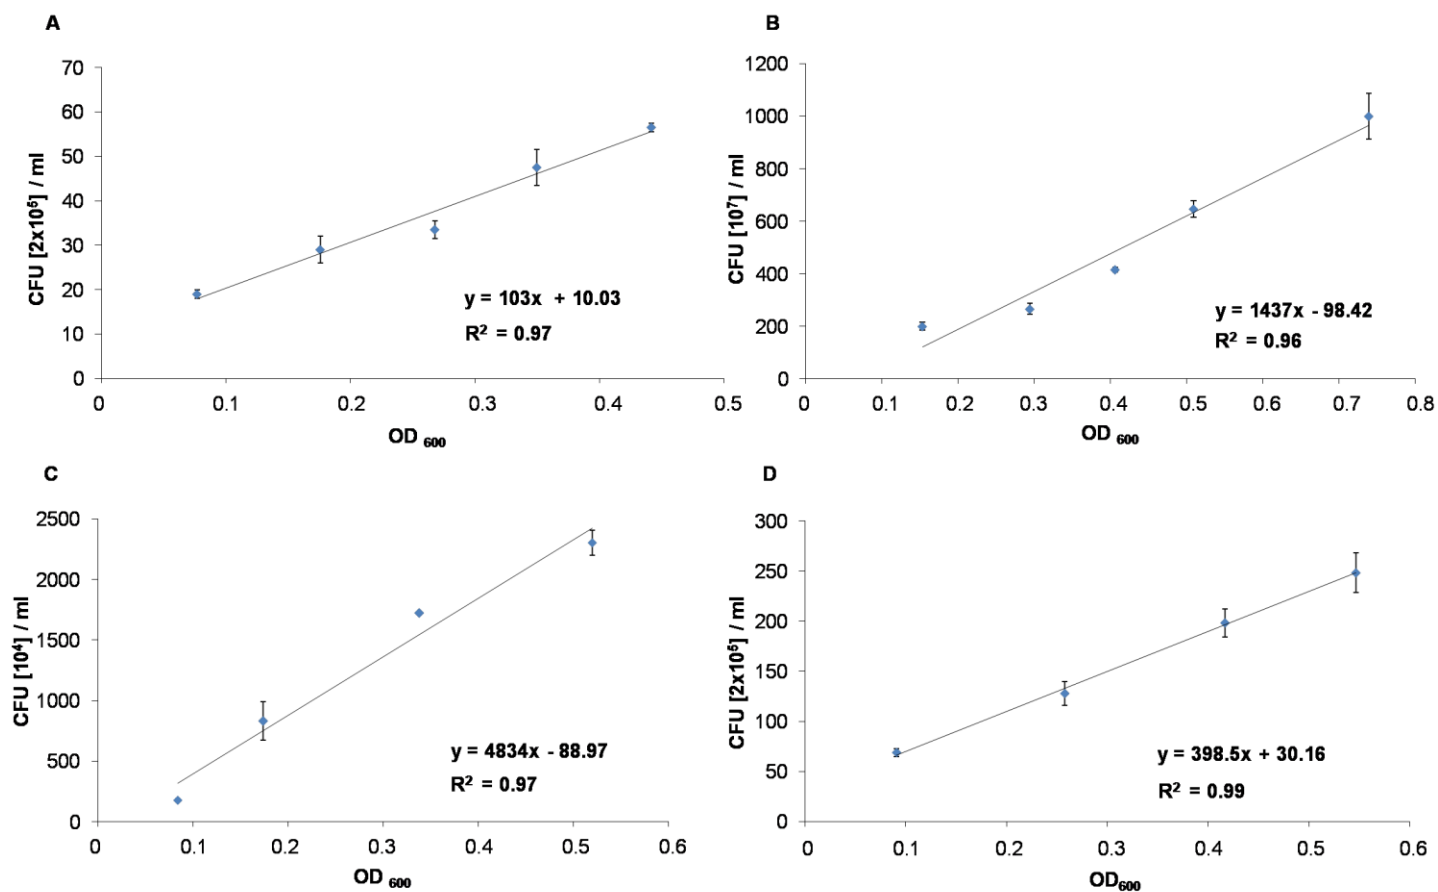 A
70
60
50
40
30
20
10
0
CFU [2x10⁵] / ml
y = 103x + 10.03
R² = 0.97
0 0.1 0.2 0.3 0.4 0.5
OD 600
B
1200
1000
800
600
400
200
0
CFU [10⁷] / ml
y = 1437x - 98.42
R² = 0.96
0 0.1 0.2 0.3 0.4 0.5 0.6 0.7 0.8
OD 600
C
2500
2000
1500
1000
500
0
CFU [10⁴] / ml
y = 4834x - 88.97
R² = 0.97
0 0.1 0.2 0.3 0.4 0.5 0.6
OD 600
D
300
250
200
150
100
50
0
CFU [2x10⁵] / ml
y = 398.5x + 30.16
R² = 0.99
0 0.1 0.2 0.3 0.4 0.5 0.6
OD600